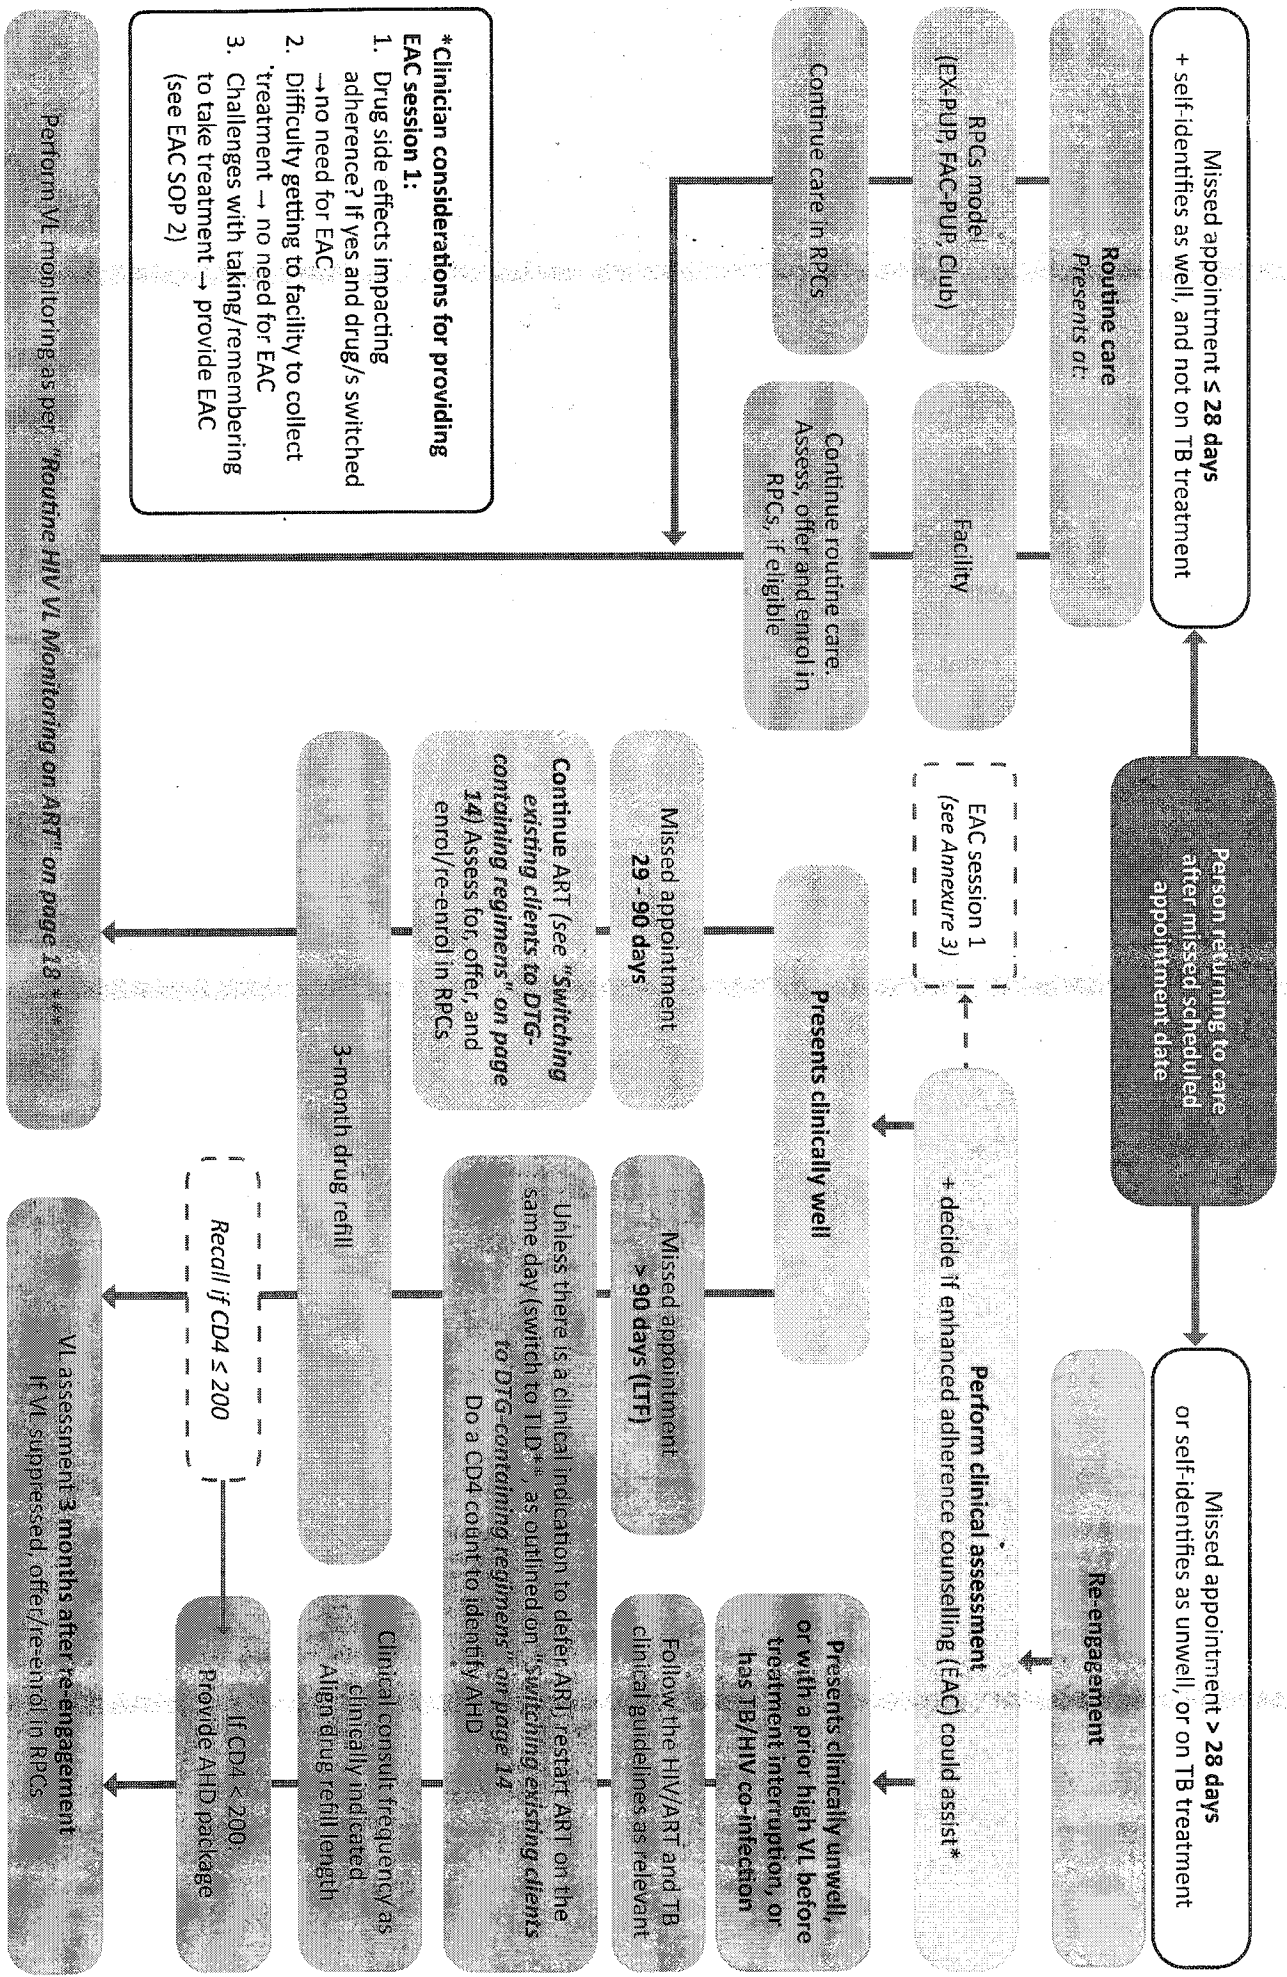 Person returning to care
after missed scheduled
appointment date
Missed appointment ≤ 28 days
+ self-identifies as well, and not on TB treatment
Routine care
Presents at:
RPCs model
(EX-PUP, FAC-PUP, Club)
Continue care in RPCs
Facility
Continue routine care.
Assess, offer and enrol in
RPCs, if eligible
Missed appointment > 28 days
or self-identifies as unwell, or on TB treatment
Re-engagement
Perform clinical assessment
+ decide if enhanced adherence counselling (EAC) could assist*
EAC session 1
(see Annexure 3)
Presents clinically well
Missed appointment
29 - 90 days
Continue ART (see "Switching
existing clients to DTG-
containing regimens" on page
14) Assess for, offer, and
enrol/re-enrol in RPCs
Missed appointment
> 90 days (LTF)
Presents clinically unwell,
or with a prior high VL before
treatment interruption, or
has TB/HIV co-infection
Follow the HIV/ART and TB
clinical guidelines as relevant
Unless there is a clinical indication to defer ART, restart ART on the
same day (switch to TLD**, as outlined on "Switching existing clients
to DTG-containing regimens" on page 14
Do a CD4 count to identify AHD
3-month drug refill
Clinical consult frequency as
clinically indicated
Align drug refill length
Recall if CD4 ≤ 200
If CD4 < 200:
Provide AHD package
*Clinician considerations for providing
EAC session 1:
1. Drug side effects impacting
adherence? If yes and drug/s switched
→no need for EAC
2. Difficulty getting to facility to collect
treatment → no need for EAC
3. Challenges with taking/remembering
to take treatment → provide EAC
(see EAC SOP 2)
Perform VL monitoring as per "Routine HIV VL Monitoring on ART" on page 18 ***
VL assessment 3 months after re-engagement
If VL suppressed, offer/re-enrol in RPCs